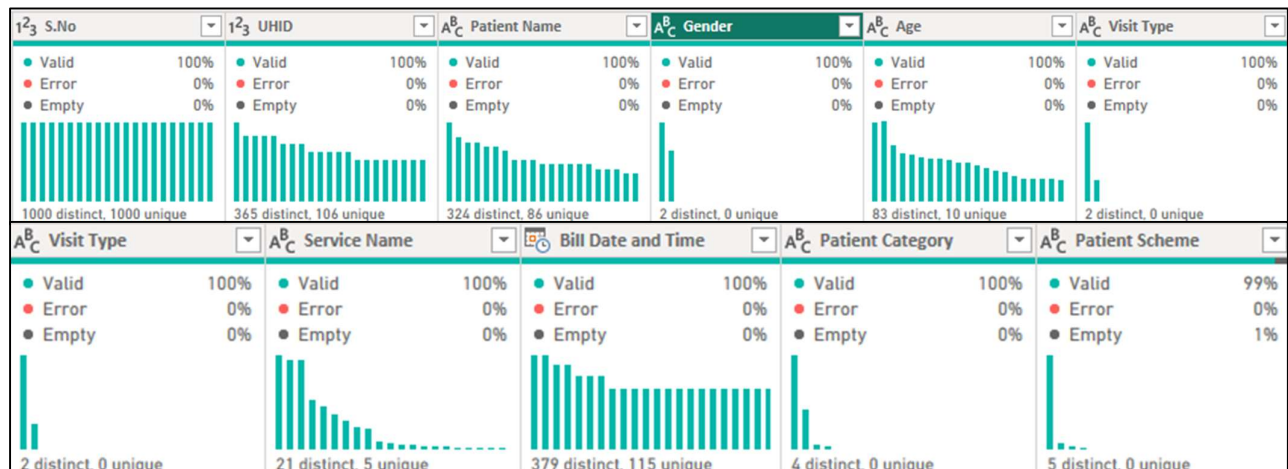 1²3 S.No 1²3 UHID ABC Patient Name ABC Gender ABC Age ABC Visit Type
Valid 100% Valid 100% Valid 100% Valid 100% Valid 100% Valid 100%
Error 0% Error 0% Error 0% Error 0% Error 0% Error 0%
Empty 0% Empty 0% Empty 0% Empty 0% Empty 0% Empty 0%
1000 distinct, 1000 unique 365 distinct, 106 unique 324 distinct, 86 unique 2 distinct, 0 unique 83 distinct, 10 unique 2 distinct, 0 unique
ABC Visit Type ABC Service Name Bill Date and Time ABC Patient Category ABC Patient Scheme
Valid 100% Valid 100% Valid 100% Valid 100% Valid 99%
Error 0% Error 0% Error 0% Error 0% Error 0%
Empty 0% Empty 0% Empty 0% Empty 0% Empty 1%
2 distinct, 0 unique 21 distinct, 5 unique 379 distinct, 115 unique 4 distinct, 0 unique 5 distinct, 0 unique